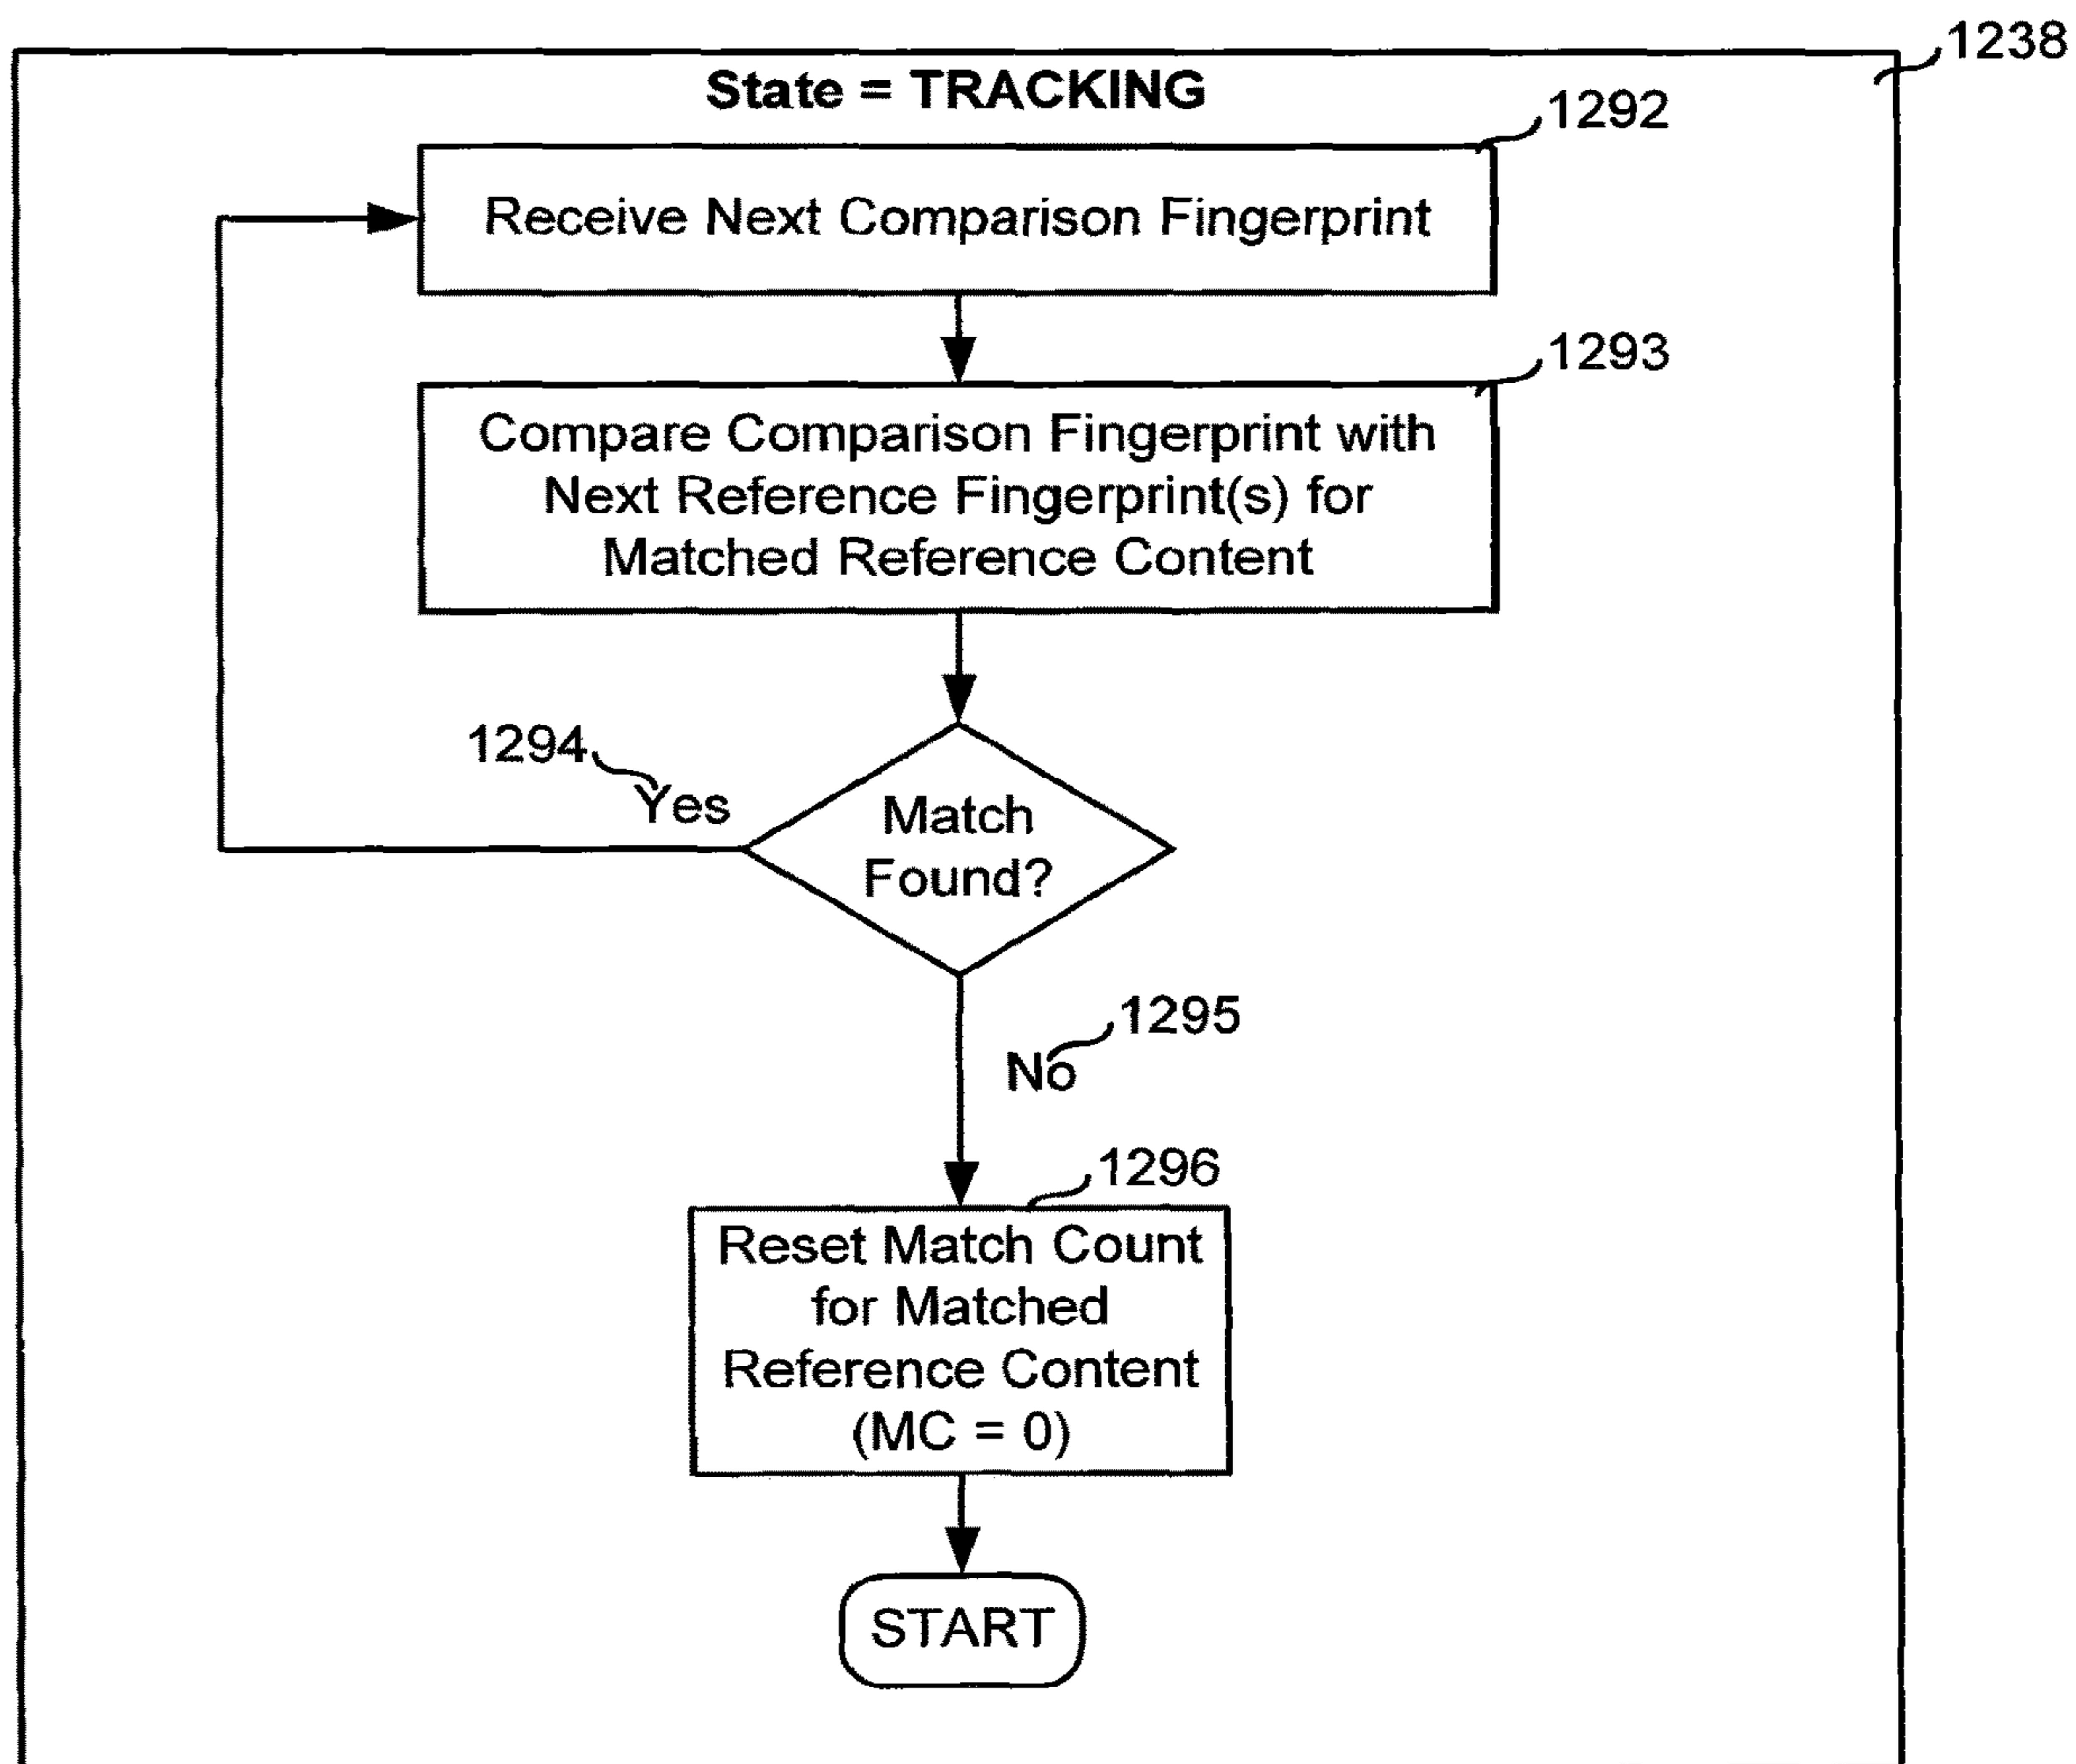 1238
State = TRACKING
1292
Receive Next Comparison Fingerprint
1293
Compare Comparison Fingerprint with
Next Reference Fingerprint(s) for
Matched Reference Content
1294
Yes
Match
Found?
1295
No
1296
Reset Match Count
for Matched
Reference Content
(MC = 0)
START